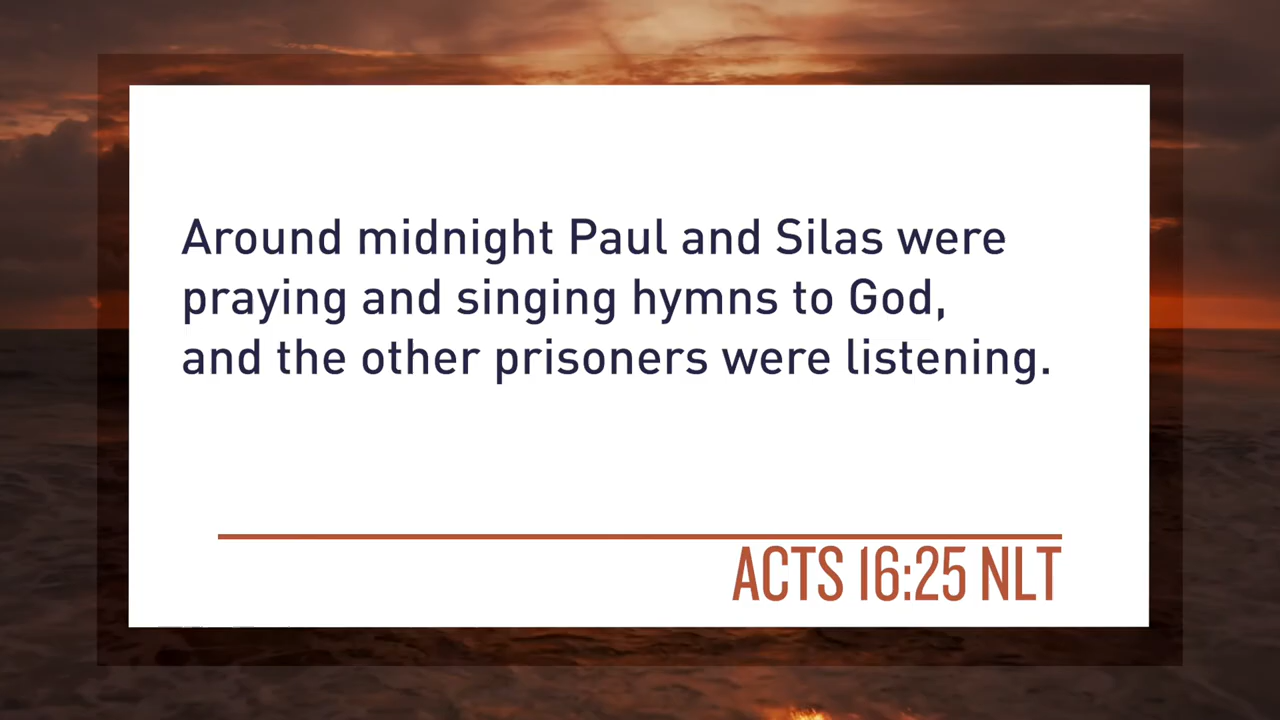 Around midnight Paul and Silas were
praying and singing hymns to God,
and the other prisoners were listening.
ACTS 16:25 NLT